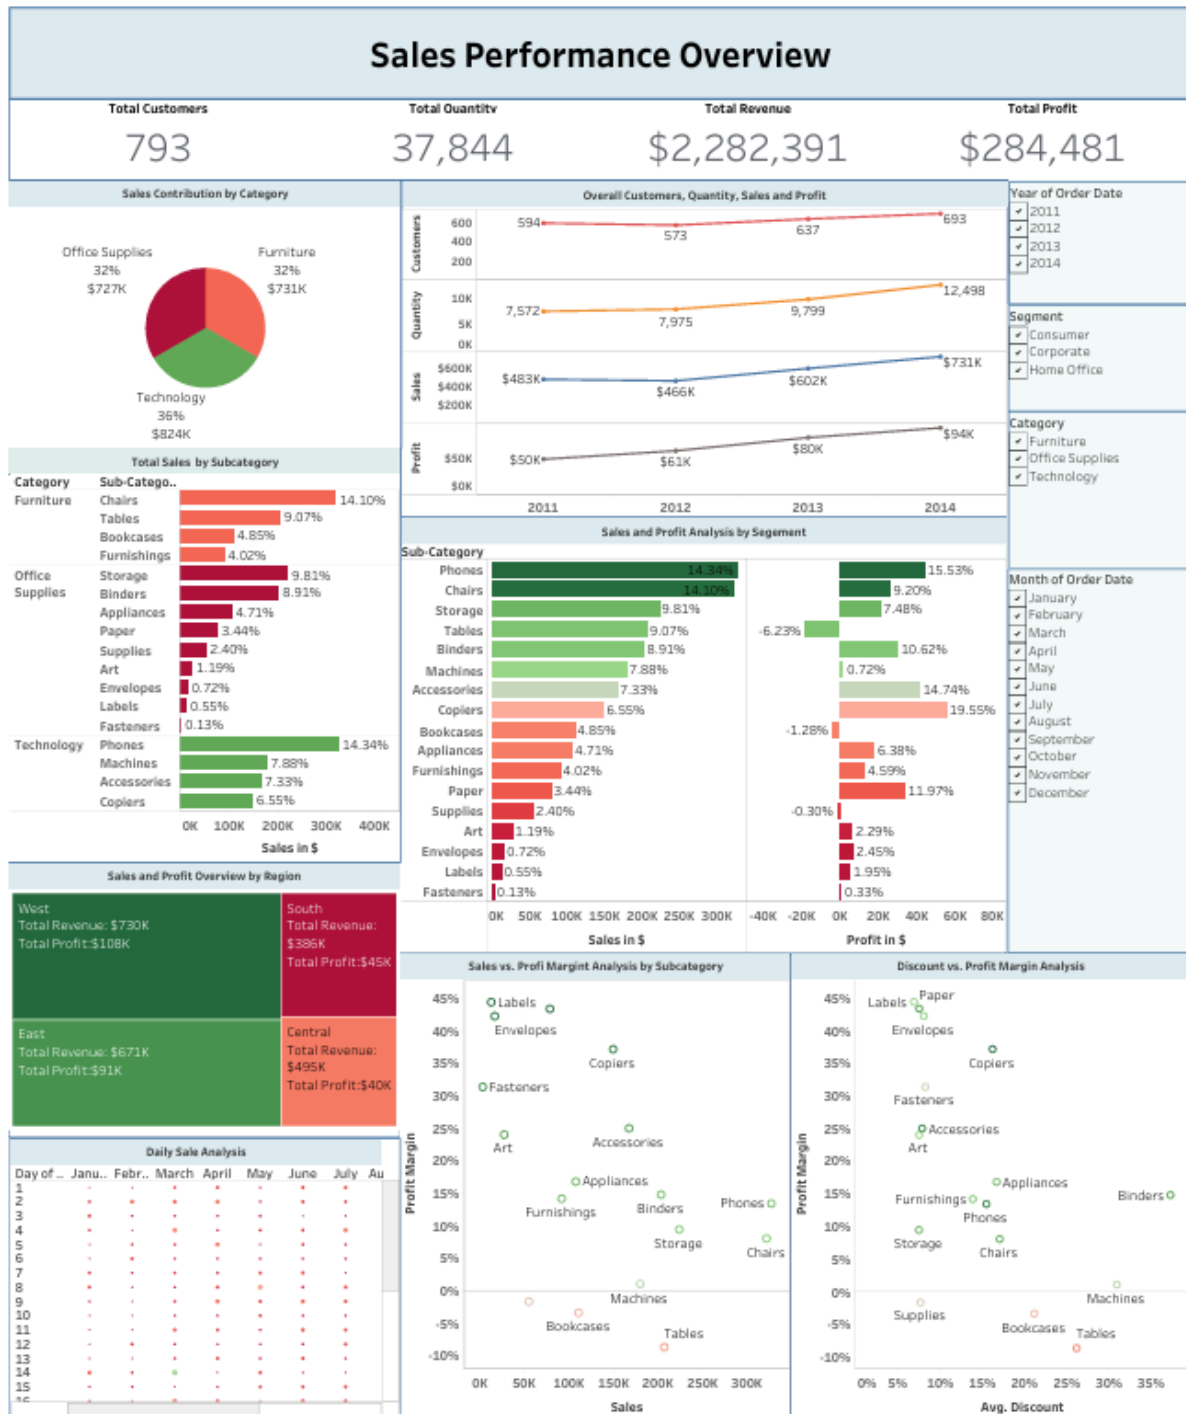 Sales Performance Overview
Total Customers
Total Quantity
Total Revenue
Total Profit
793
37,844
$2,282,391
$284,481
Sales Contribution by Category
Office Supplies
32%
$727K
Furniture
32%
$731K
Technology
36%
$824K
Overall Customers, Quantity, Sales and Profit
Customers
600
400
200
594
573
637
693
Quantity
10K
5K
0K
7,572
7,975
9,799
12,498
Sales
$600K
$400K
$200K
$483K
$466K
$602K
$731K
Profit
$50K
$0K
$50K
$61K
$80K
$94K
2011
2012
2013
2014
Year of Order Date
2011
2012
2013
2014
Segment
Consumer
Corporate
Home Office
Category
Furniture
Office Supplies
Technology
Month of Order Date
January
February
March
April
May
June
July
August
September
October
November
December
Total Sales by Subcategory
Category Sub-Catego..
Furniture Chairs 14.10%
Tables 9.07%
Bookcases 4.85%
Furnishings 4.02%
Office Supplies Storage 9.81%
Binders 8.91%
Appliances 4.71%
Paper 3.44%
Supplies 2.40%
Art 1.19%
Envelopes 0.72%
Labels 0.55%
Fasteners 0.13%
Technology Phones 14.34%
Machines 7.88%
Accessories 7.33%
Copiers 6.55%
0K 100K 200K 300K 400K
Sales in $
Sales and Profit Analysis by Segement
Sub-Category
Phones 14.34% 15.53%
Chairs 14.10% 9.20%
Storage 9.81% 7.48%
Tables 9.07% -6.23%
Binders 8.91% 10.62%
Machines 7.88% 0.72%
Accessories 7.33% 14.74%
Copiers 6.55% 19.55%
Bookcases 4.85% -1.28%
Appliances 4.71% 6.38%
Furnishings 4.02% 4.59%
Paper 3.44% 11.97%
Supplies 2.40% -0.30%
Art 1.19% 2.29%
Envelopes 0.72% 2.45%
Labels 0.55% 1.95%
Fasteners 0.13% 0.33%
0K 50K 100K 150K 200K 250K 300K
-40K -20K 0K 20K 40K 60K 80K
Sales in $
Profit in $
Sales and Profit Overview by Region
West
Total Revenue: $730K
Total Profit:$108K
South
Total Revenue:
$386K
Total Profit:$45K
East
Total Revenue: $671K
Total Profit:$91K
Central
Total Revenue:
$495K
Total Profit:$40K
Daily Sale Analysis
Day of .. Janu.. Febr.. March April May June July Au
1
2
3
4
5
6
7
8
9
10
11
12
13
14
15
16
Sales vs. Profi Margint Analysis by Subcategory
Profit Margin
45%
40%
35%
30%
25%
20%
15%
10%
5%
0%
-5%
-10%
Labels
Envelopes
Copiers
Fasteners
Art
Accessories
Appliances
Furnishings
Binders
Phones
Storage
Chairs
Machines
Bookcases
Tables
0K 50K 100K 150K 200K 250K 300K
Sales
Discount vs. Profit Margin Analysis
Profit Margin
45%
40%
35%
30%
25%
20%
15%
10%
5%
0%
-5%
-10%
Labels
Paper
Envelopes
Copiers
Fasteners
Accessories
Art
Appliances
Furnishings
Binders
Phones
Storage
Chairs
Machines
Supplies
Bookcases
Tables
0% 5% 10% 15% 20% 25% 30% 35%
Avg. Discount